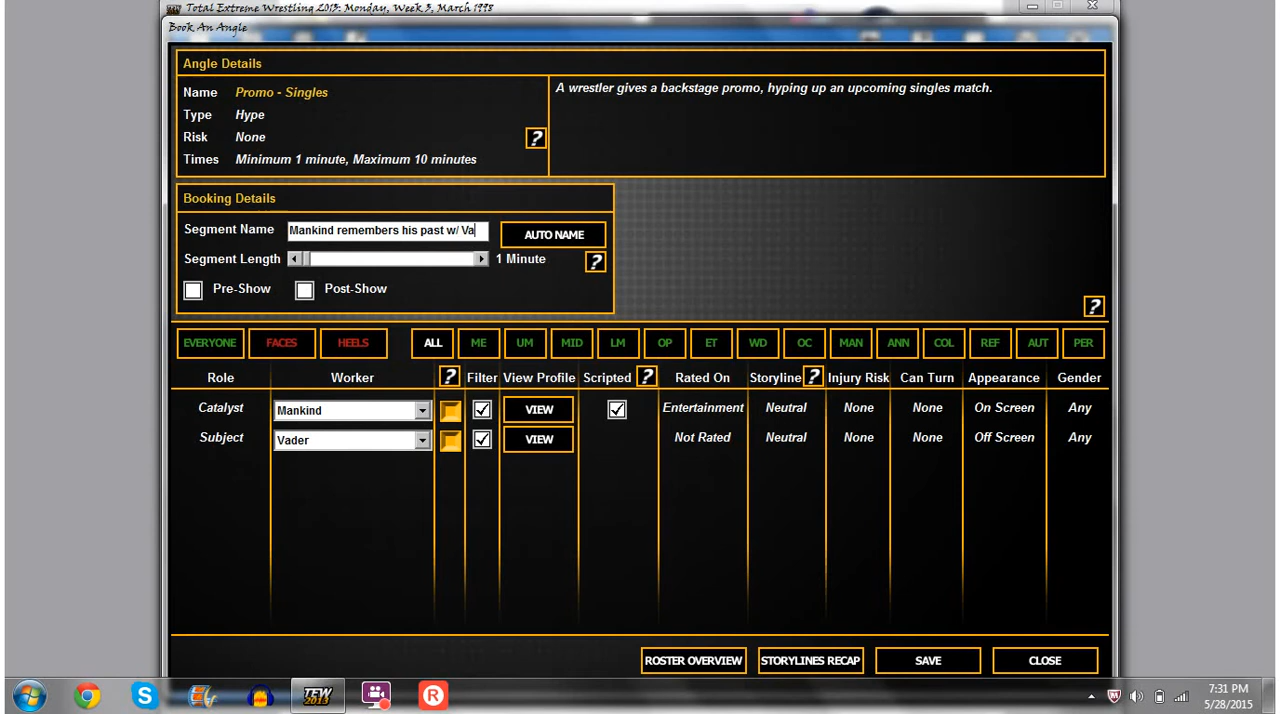 Total Extreme Wrestling 2013: Monday, Week 3, March 1998
Book An Angle
Angle Details
Name Promo - Singles
Type Hype
Risk None
?
Times Minimum 1 minute, Maximum 10 minutes
A wrestler gives a backstage promo, hyping up an upcoming singles match.
Booking Details
Segment Name Mankind remembers his past w/ Va AUTO NAME
Segment Length 1 Minute ?
Pre-Show Post-Show
?
EVERYONE FACES HEELS ALL ME UM MID LM OP ET WD OC MAN ANN COL REF AUT PER
Role Worker ? Filter View Profile Scripted ? Rated On Storyline ? Injury Risk Can Turn Appearance Gender
Catalyst Mankind VIEW Entertainment Neutral None None On Screen Any
Subject Vader VIEW Not Rated Neutral None None Off Screen Any
ROSTER OVERVIEW STORYLINES RECAP SAVE CLOSE
S TEW 2013 R
7:31 PM
5/28/2015